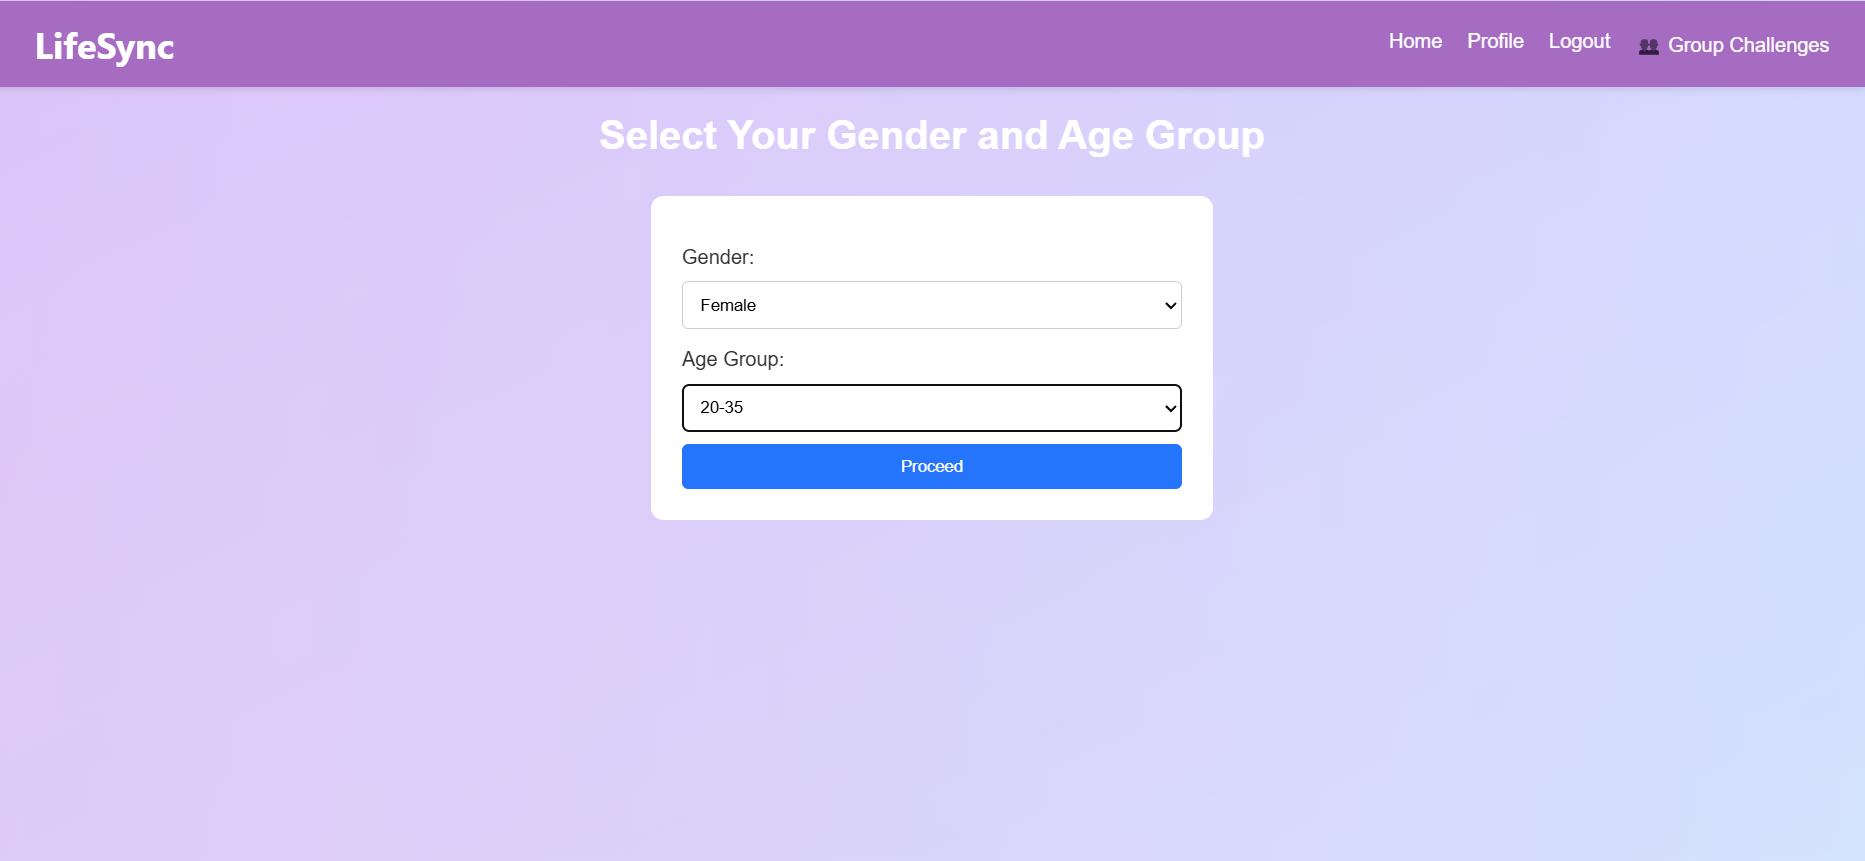 LifeSync
Home Profile Logout 👥 Group Challenges
Select Your Gender and Age Group
Gender:
Female
Age Group:
20-35
Proceed